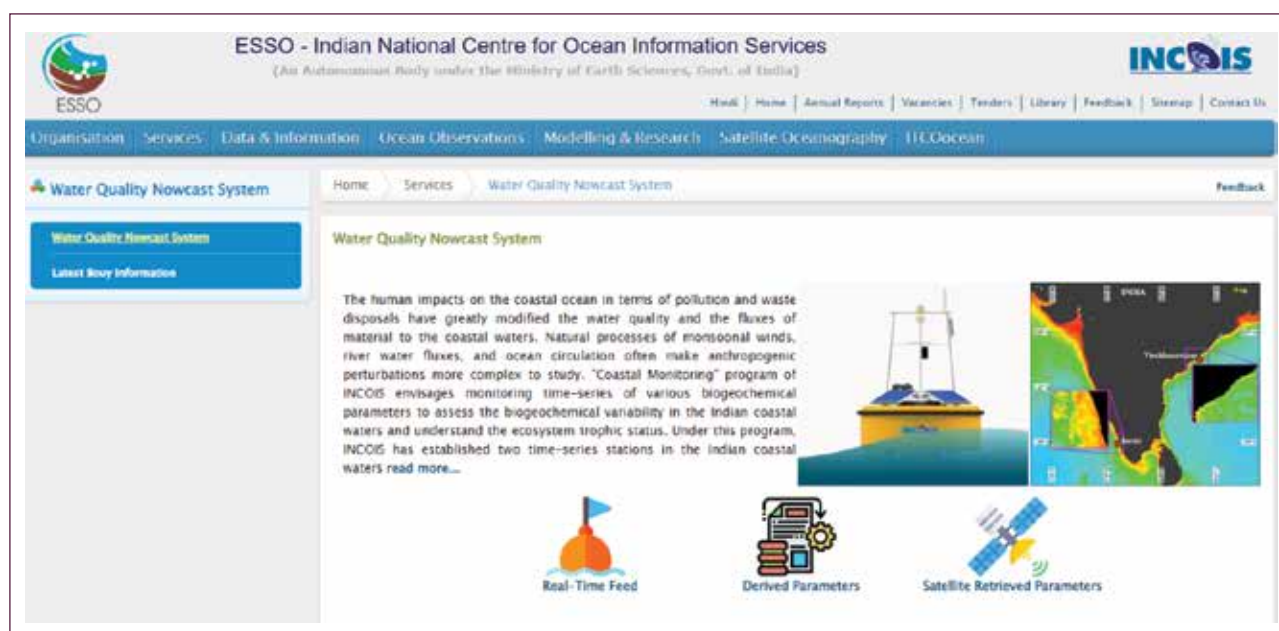 ESSO - Indian National Centre for Ocean Information Services
(An Autonomous Body under the Ministry of Earth Sciences, Govt. of India)
ESSO
INCOIS
Hindi | Home | Annual Reports | Vacancies | Tenders | Library | Feedback | Sitemap | Contact Us
Organisation Services Data & Information Ocean Observations Modelling & Research Satellite Oceanography ITCOocean
Water Quality Nowcast System
Home Services Water Quality Nowcast System Feedback
Water Quality Nowcast System
Latest Bouy Information
Water Quality Nowcast System
The human impacts on the coastal ocean in terms of pollution and waste
disposals have greatly modified the water quality and the fluxes of
material to the coastal waters. Natural processes of monsoonal winds,
river water fluxes, and ocean circulation often make anthropogenic
perturbations more complex to study. "Coastal Monitoring" program of
INCOIS envisages monitoring time-series of various biogeochemical
parameters to assess the biogeochemical variability in the Indian coastal
waters and understand the ecosystem trophic status. Under this program,
INCOIS has established two time-series stations in the Indian coastal
waters read more...
INDIA
Real-Time Feed
Derived Parameters
Satellite Retrieved Parameters